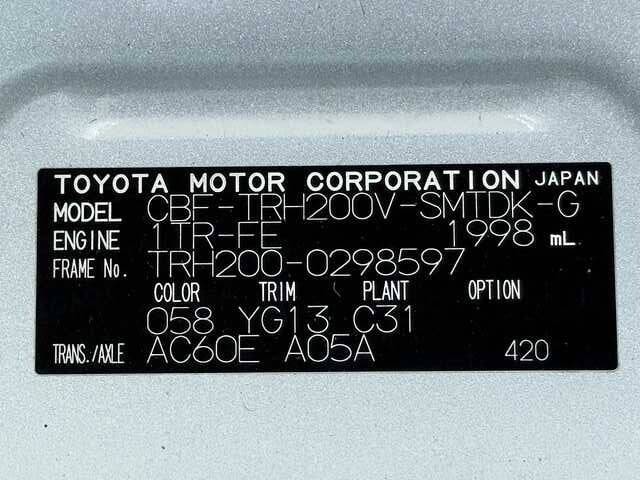 TOYOTA MOTOR CORPORATION JAPAN
MODEL CBF-TRH200V-SMTDK-G
ENGINE 1TR-FE 1998 mL
FRAME No. TRH200-0298597
COLOR TRIM PLANT OPTION
058 YG13 C31
TRANS./AXLE AC60E A05A 420